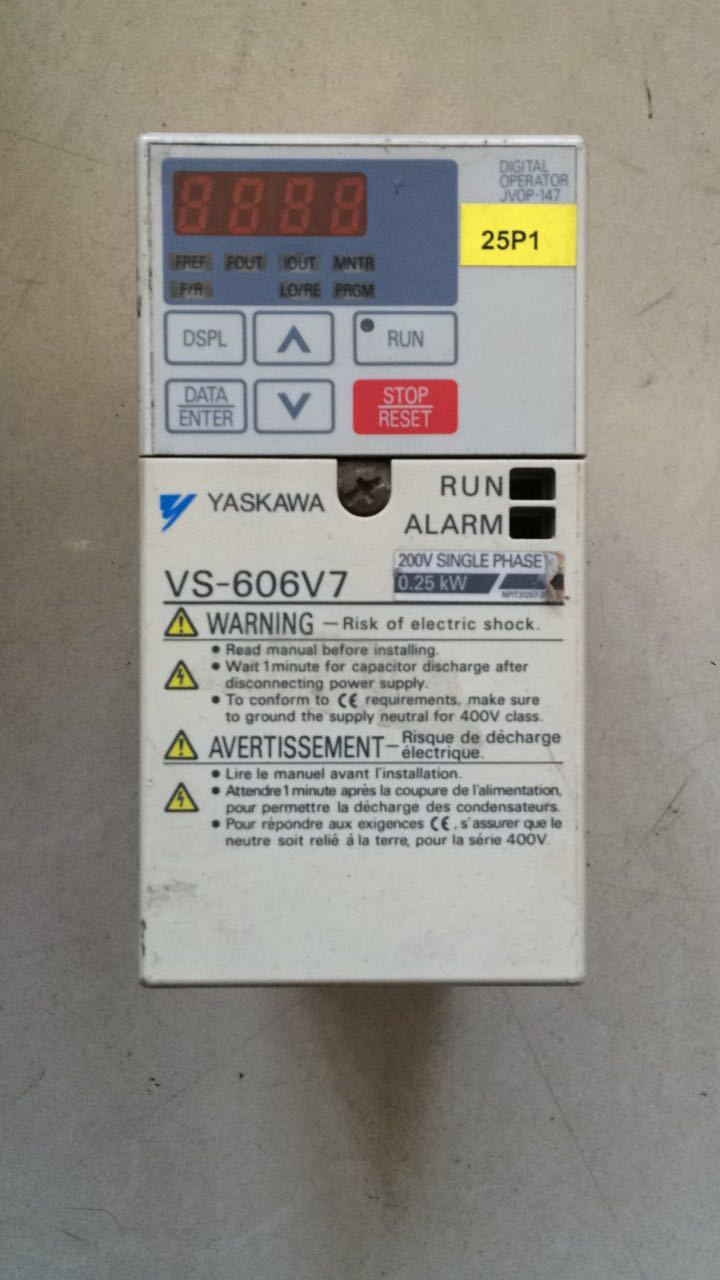 8888
DIGITAL
OPERATOR
JVOP-147
25P1
FREF FOUT IOUT MNTR
F/R LO/RE PRGM
DSPL RUN
DATA
ENTER
STOP
RESET
YASKAWA
RUN
ALARM
VS-606V7
200V SINGLE PHASE
0.25 kW
WARNING – Risk of electric shock.
• Read manual before installing.
• Wait 1 minute for capacitor discharge after
disconnecting power supply.
• To conform to CE requirements, make sure
to ground the supply neutral for 400V class.
AVERTISSEMENT – Risque de décharge
électrique.
• Lire le manuel avant l'installation.
• Attendre 1 minute après la coupure de l'alimentation,
pour permettre la décharge des condensateurs.
• Pour répondre aux exigences CE, s'assurer que le
neutre soit relié á la terre, pour la série 400V.